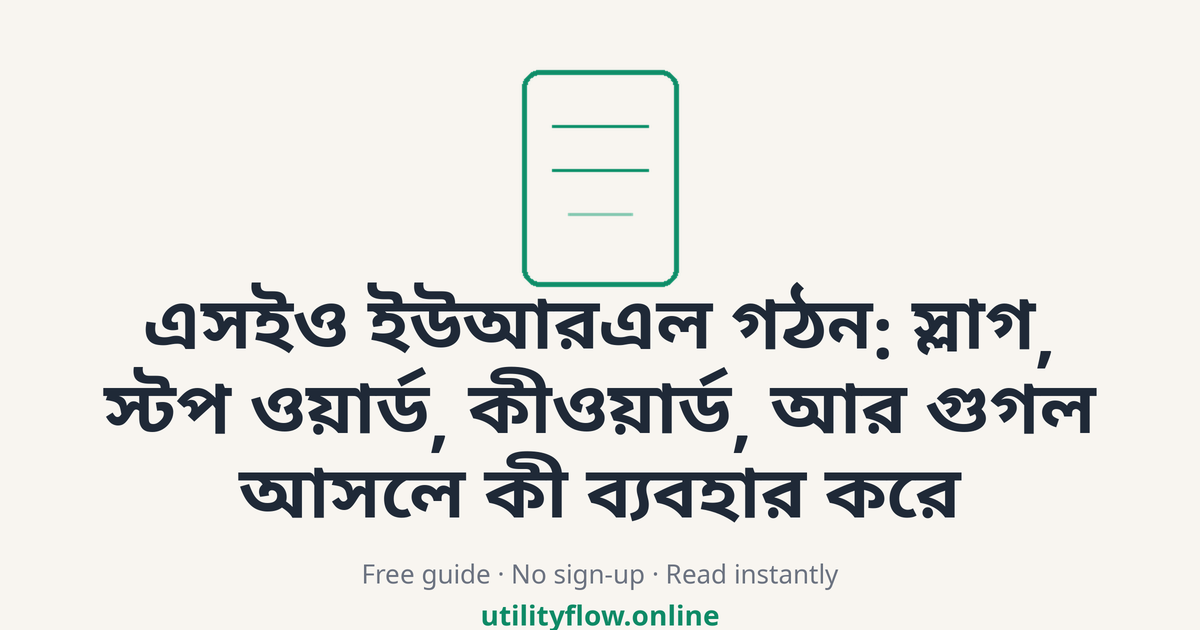 এসইও ইউআরএল গঠন: স্লাগ,
স্টপ ওয়ার্ড, কীওয়ার্ড, আর গুগল
আসলে কী ব্যবহার করে
Free guide · No sign-up · Read instantly
utilityflow.online